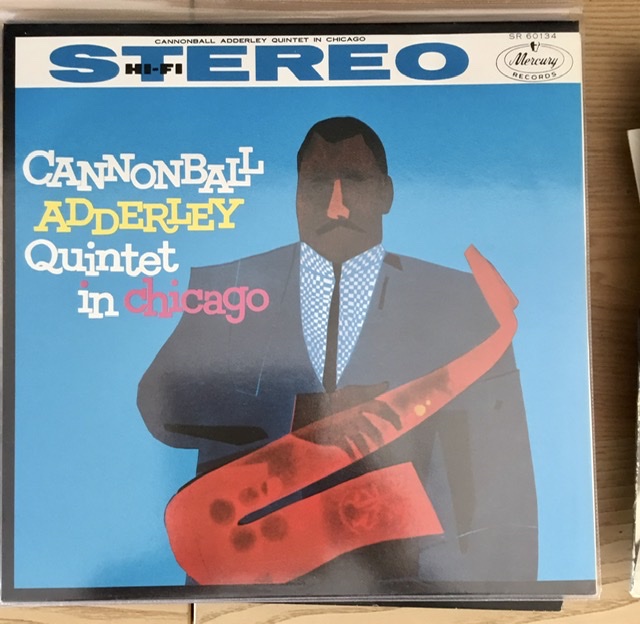 CANNONBALL ADDERLEY QUINTET IN CHICAGO
SR 60134
STEREO
HI-FI
Mercury
RECORDS
CANNONBALL
ADDERLEY
Quintet
in chicago